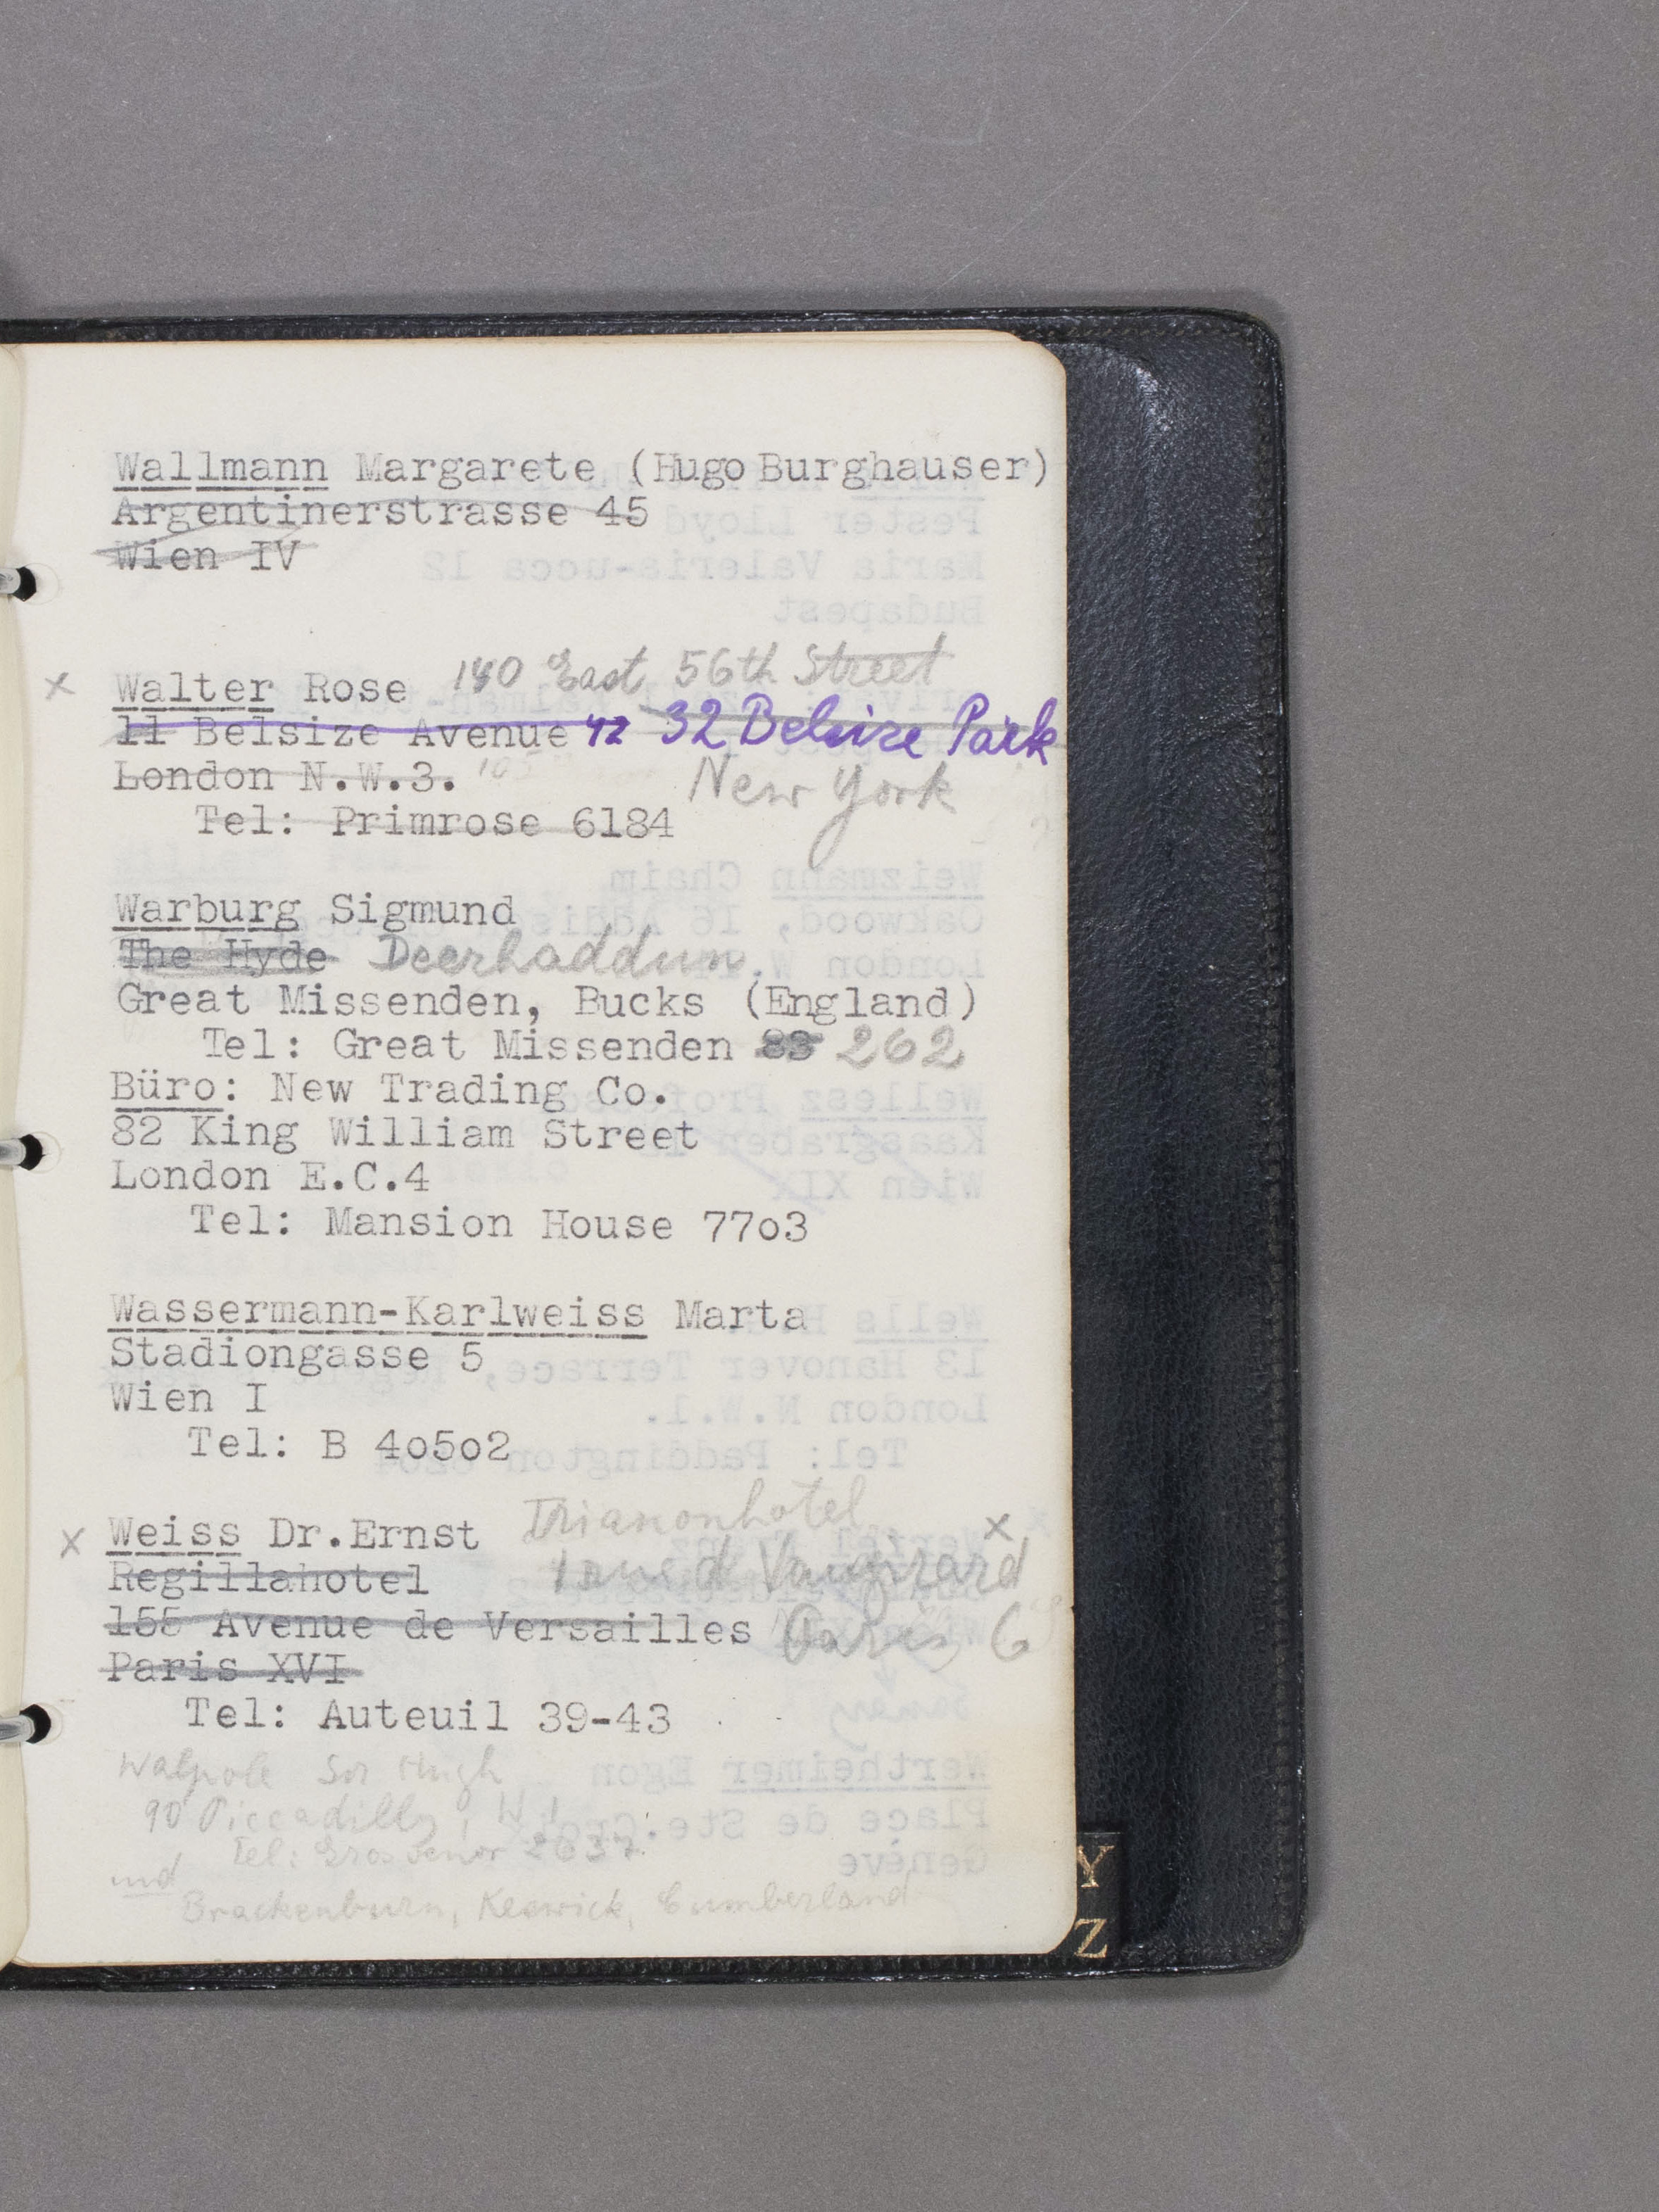 Wallmann Margarete (Hugo Burghauser)
Argentinerstrasse 45
Wien IV
x Walter Rose 140 East 56th Street
11 Belsize Avenue 42 32 Belsize Park
London N.W.3. 105 New York
Tel: Primrose 6184
Warburg Sigmund
The Hyde Deerhaddun
Great Missenden, Bucks (England)
Tel: Great Missenden 83 262
Büro: New Trading Co.
82 King William Street
London E.C.4
Tel: Mansion House 77o3
Wassermann-Karlweiss Marta
Stadiongasse 5
Wien I
Tel: B 4o5o2
x Weiss Dr.Ernst Trianonhotel x
Regillahotel 1 rue d Vaugirard
155 Avenue de Versailles Paris 6
Paris XVI
Tel: Auteuil 39-43
Walpole Sir Hugh
90 Piccadilly, W 1
Tel: Grosvenor 2637
und
Brackenburn, Keswick, Cumberland
Y
Z